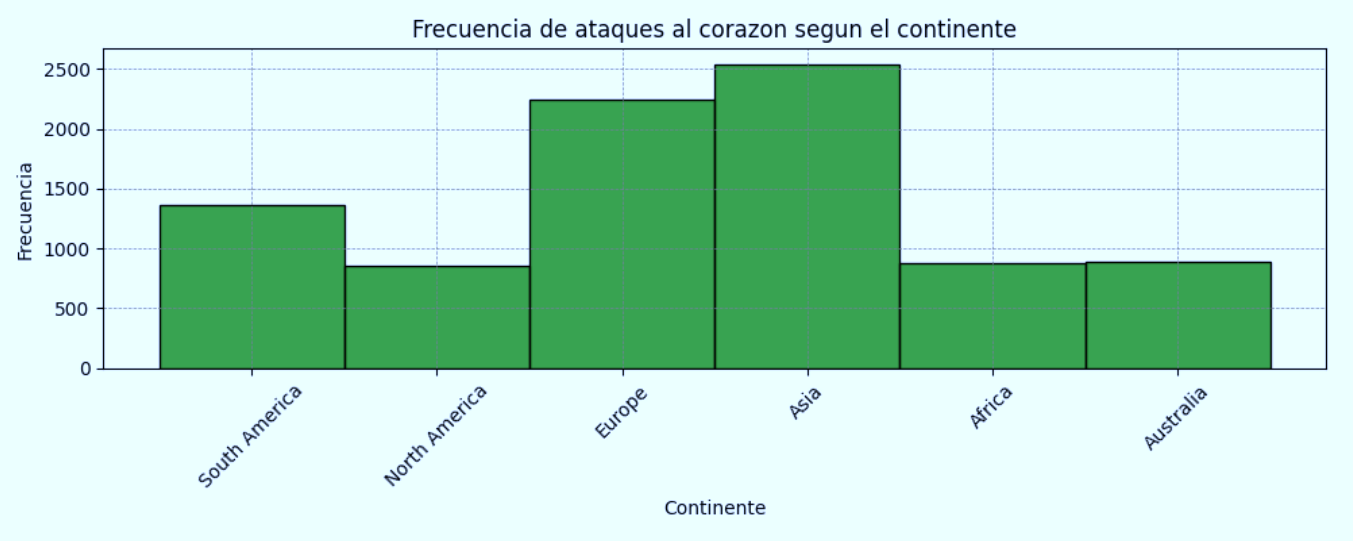 Frecuencia de ataques al corazon segun el continente
Frecuencia
2500
2000
1500
1000
500
0
South America
North America
Europe
Asia
Africa
Australia
Continente